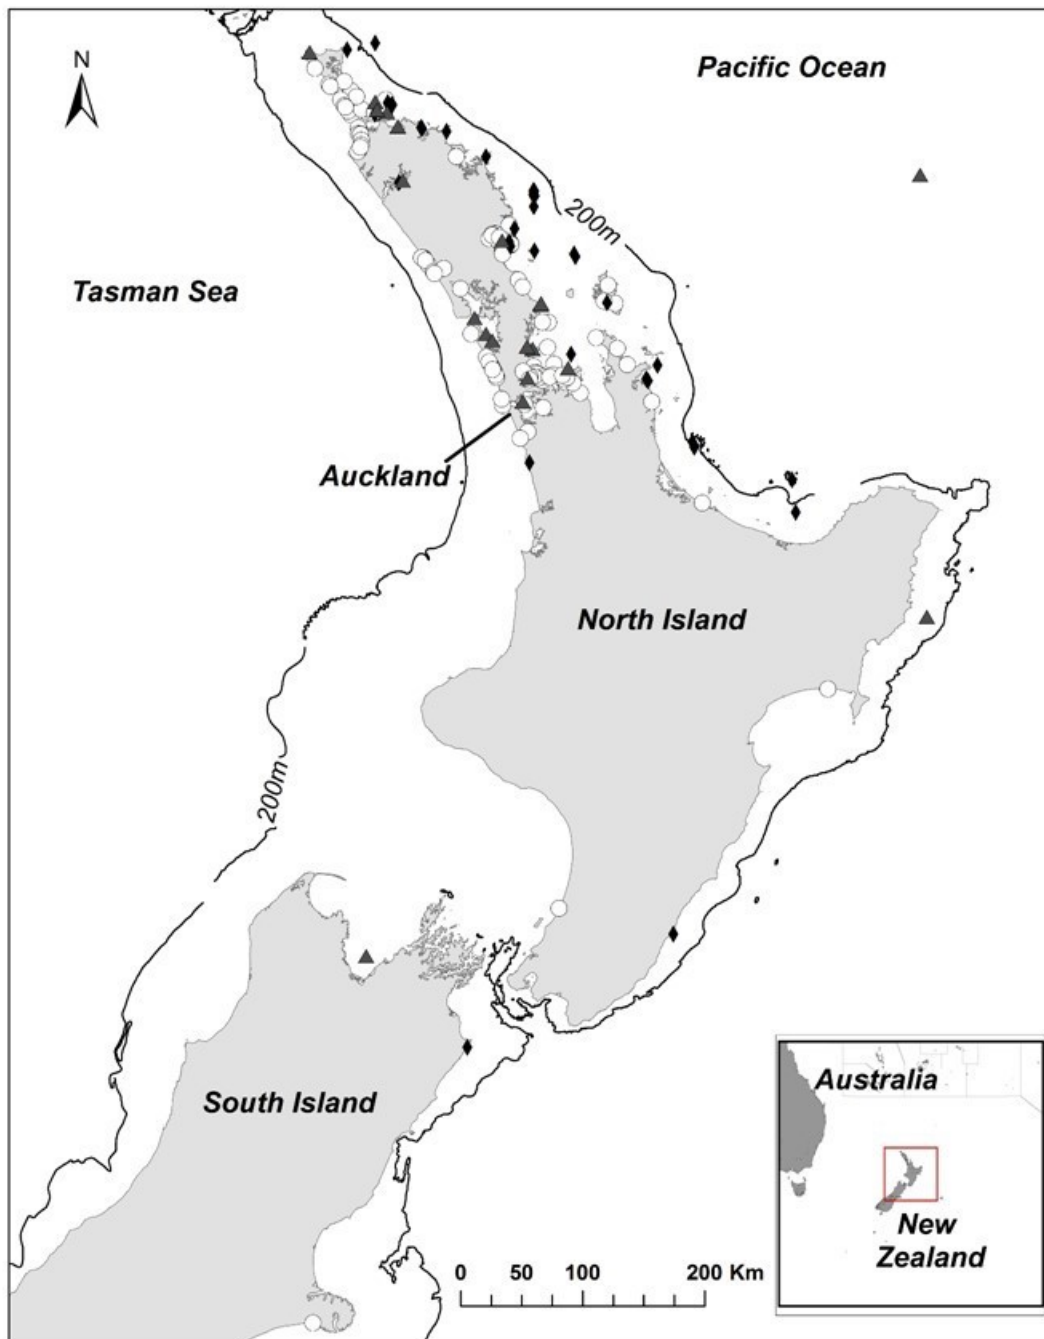 N
Pacific Ocean
200m
Tasman Sea
Auckland
North Island
200m
South Island
Australia
New
Zealand
0 50 100 200 Km